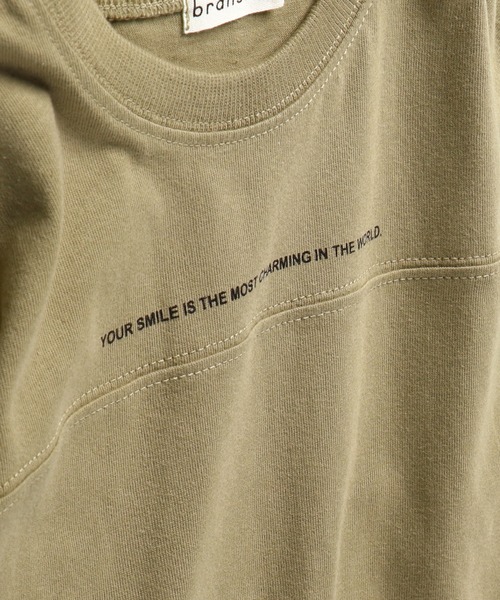 YOUR SMILE IS THE MOST CHARMING IN THE WORLD.